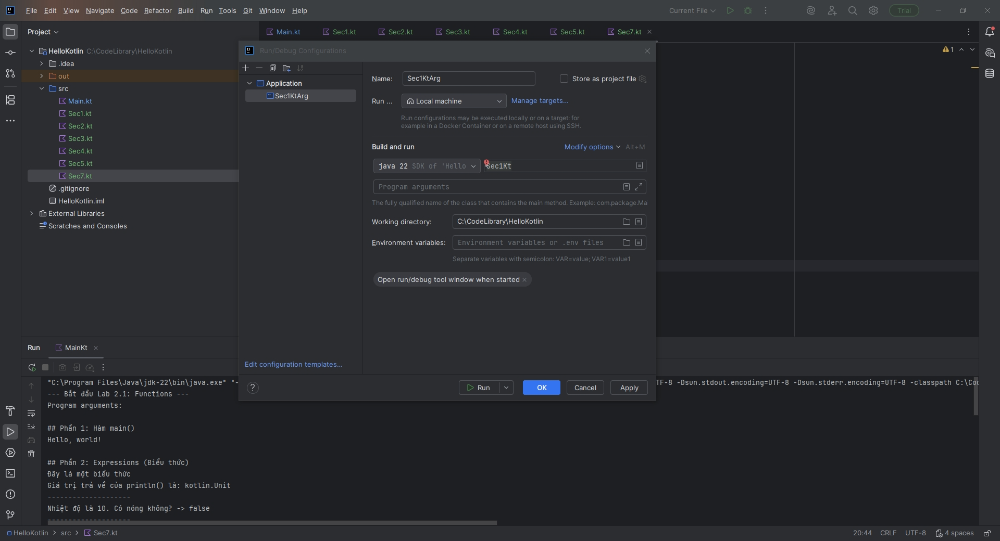 File Edit View Navigate Code Refactor Build Run Tools Git Window Help
Current File
Trial
Project
Main.kt Sec1.kt Sec2.kt Sec3.kt Sec4.kt Sec5.kt Sec7.kt
HelloKotlin C:\CodeLibrary\HelloKotlin
.idea
out
src
Main.kt
Sec1.kt
Sec2.kt
Sec3.kt
Sec4.kt
Sec5.kt
Sec7.kt
.gitignore
HelloKotlin.iml
External Libraries
Scratches and Consoles
1
Run/Debug Configurations
Application
Sec1KtArg
Edit configuration templates...
Name: Sec1KtArg
Store as project file
Run ... Local machine Manage targets...
Run configurations may be executed locally or on a target: for
example in a Docker Container or on a remote host using SSH.
Build and run Modify options Alt+M
java 22 SDK of 'Hello Sec1Kt
Program arguments
The fully qualified name of the class that contains the main method. Example: com.package.Ma
Working directory: C:\CodeLibrary\HelloKotlin
Environment variables: Environment variables or .env files
Separate variables with semicolon: VAR=value; VAR1=value1
Open run/debug tool window when started
? Run OK Cancel Apply
Run MainKt
"C:\Program Files\Java\jdk-22\bin\java.exe" "- TF-8 -Dsun.stdout.encoding=UTF-8 -Dsun.stderr.encoding=UTF-8 -classpath C:\Coc
--- Bắt đầu Lab 2.1: Functions ---
Program arguments:
## Phần 1: Hàm main()
Hello, world!
## Phần 2: Expressions (Biểu thức)
Đây là một biểu thức
Giá trị trả về của println() là: kotlin.Unit
--------------------
Nhiệt độ là 10. Có nóng không? -> false
--------------------
HelloKotlin > src > Sec7.kt
20:44 CRLF UTF-8 4 spaces